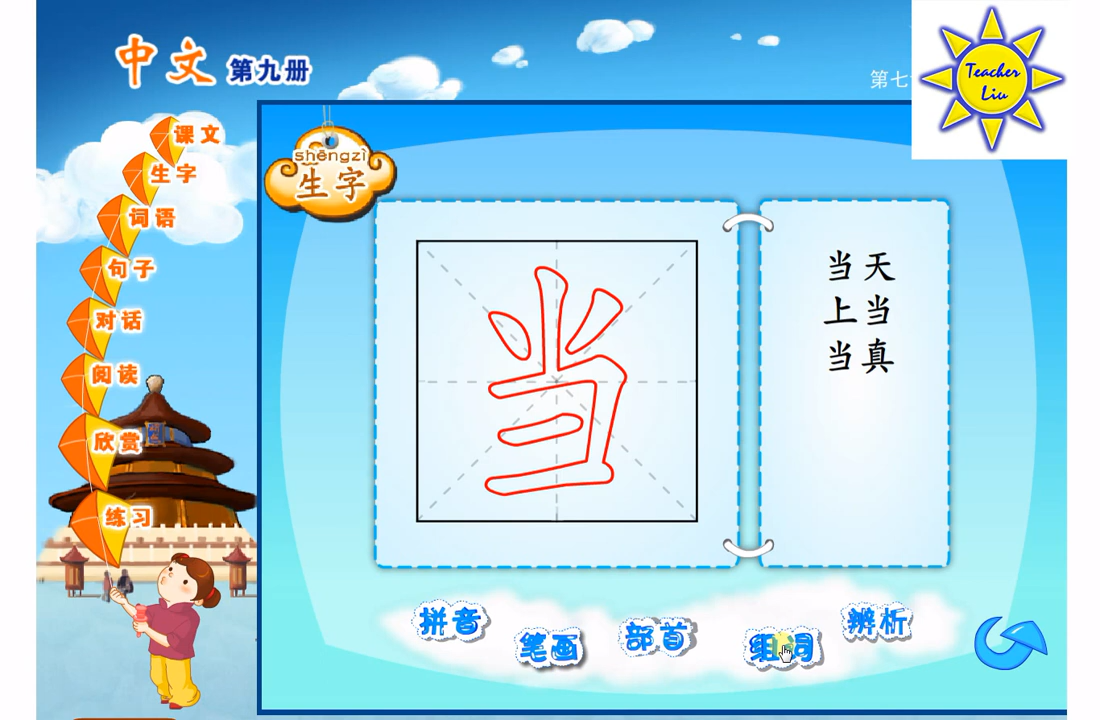 中文 第九册
第七
Teacher
Liu
课文
生字
词语
句子
对话
阅读
欣赏
练习
shēngzì
生字
当
当天
上当
当真
拼音
笔画
部首
组词
辨析